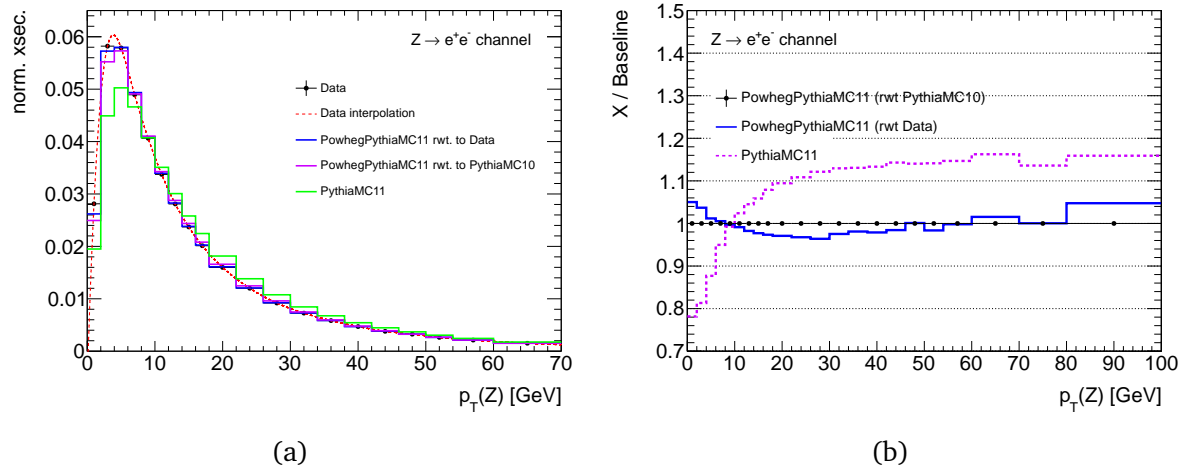 norm. xsec.
0.06
0.05
0.04
0.03
0.02
0.01
0
Z → e⁺e⁻ channel
Data
Data interpolation
PowhegPythiaMC11 rwt. to Data
PowhegPythiaMC11 rwt. to PythiaMC10
PythiaMC11
0 10 20 30 40 50 60 70
p_T(Z) [GeV]
(a)
X / Baseline
1.5
1.4
1.3
1.2
1.1
1
0.9
0.8
0.7
Z → e⁺e⁻ channel
PowhegPythiaMC11 (rwt PythiaMC10)
PowhegPythiaMC11 (rwt Data)
PythiaMC11
0 10 20 30 40 50 60 70 80 90 100
p_T(Z) [GeV]
(b)